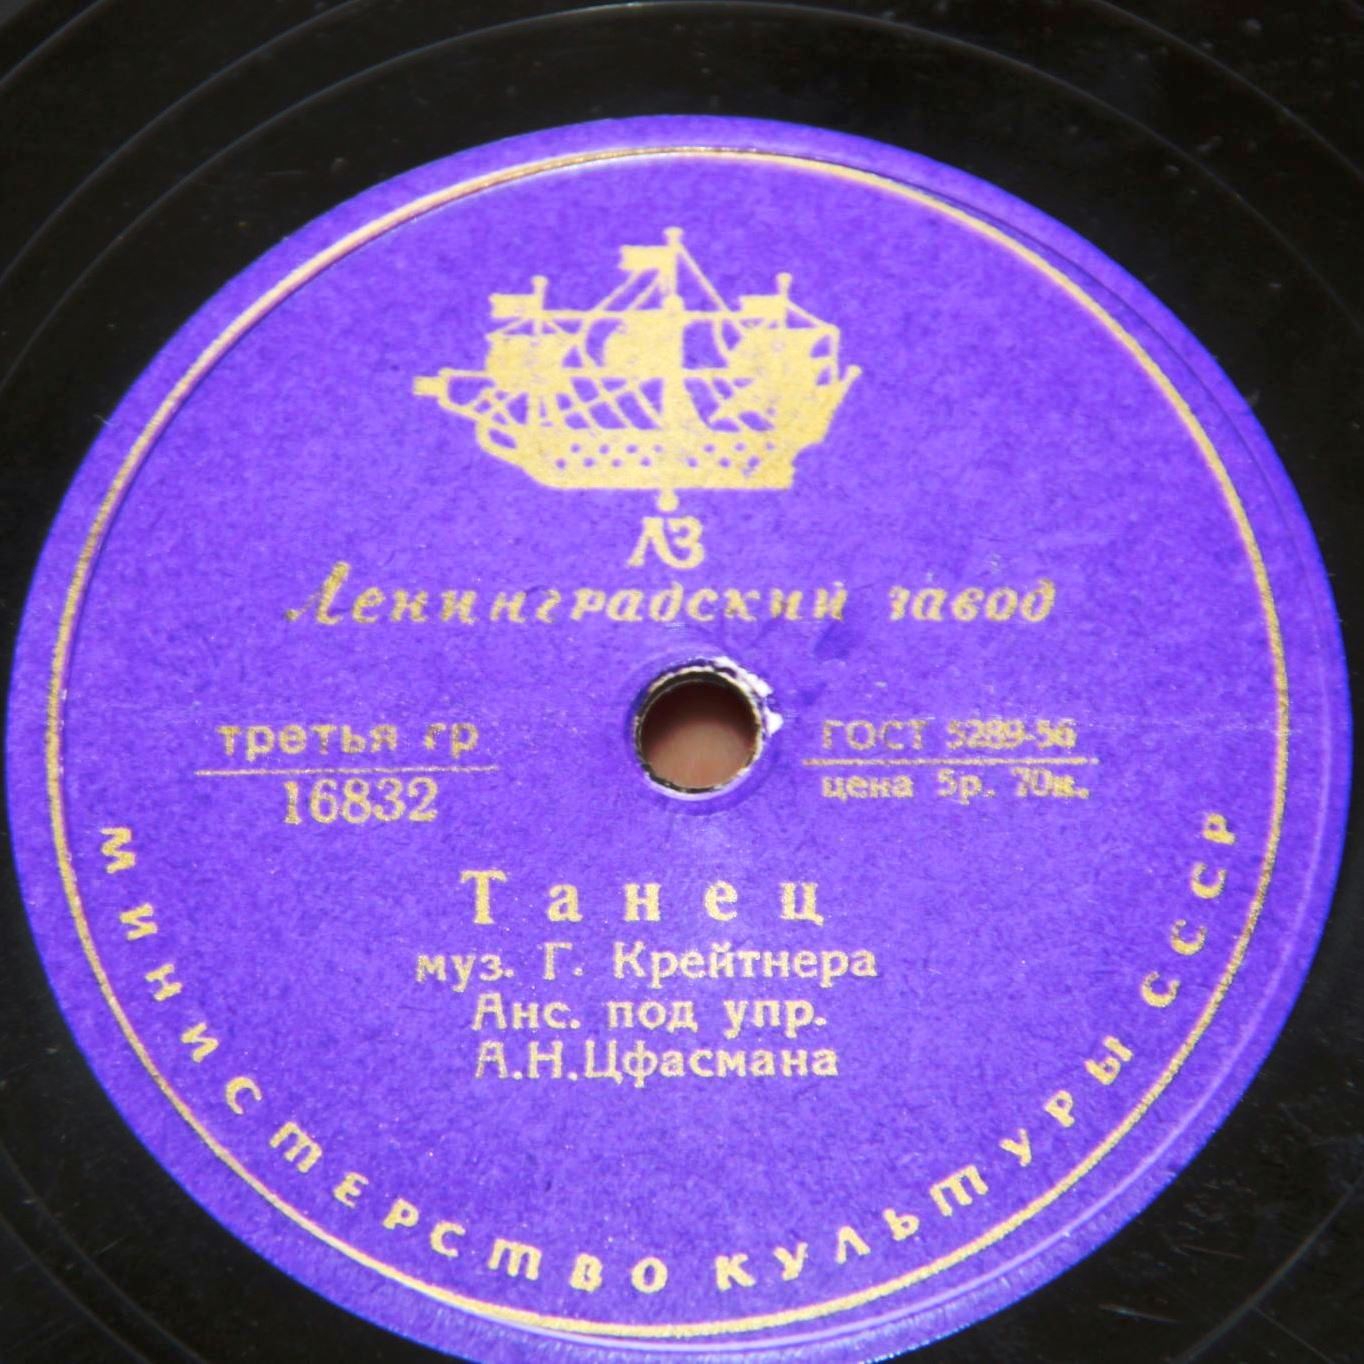 ЛЗ
Ленинградский завод
третья гр
16832
ГОСТ 5289-56
цена 5р. 70к.
Танец
муз. Г. Крейтнера
Анс. под упр.
А.Н.Цфасмана
МИНИСТЕРСТВО КУЛЬТУРЫ СССР